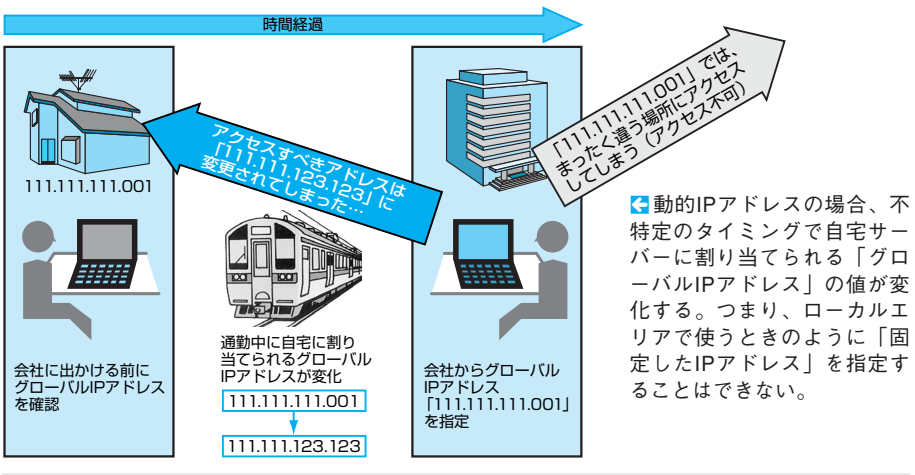 時間経過
111.111.111.001
会社に出かける前に
グローバルIPアドレス
を確認
アクセスすべきアドレスは
「111.111.123.123」に
変更されてしまった…
通勤中に自宅に割り
当てられるグローバル
IPアドレスが変化
111.111.111.001
111.111.123.123
会社からグローバル
IPアドレス
「111.111.111.001」
を指定
「111.111.111.001」では、
まったく違う場所にアクセス
してしまう（アクセス不可）
動的IPアドレスの場合、不
特定のタイミングで自宅サー
バーに割り当てられる「グロ
ーバルIPアドレス」の値が変
化する。つまり、ローカルエ
リアで使うときのように「固
定したIPアドレス」を指定す
ることはできない。